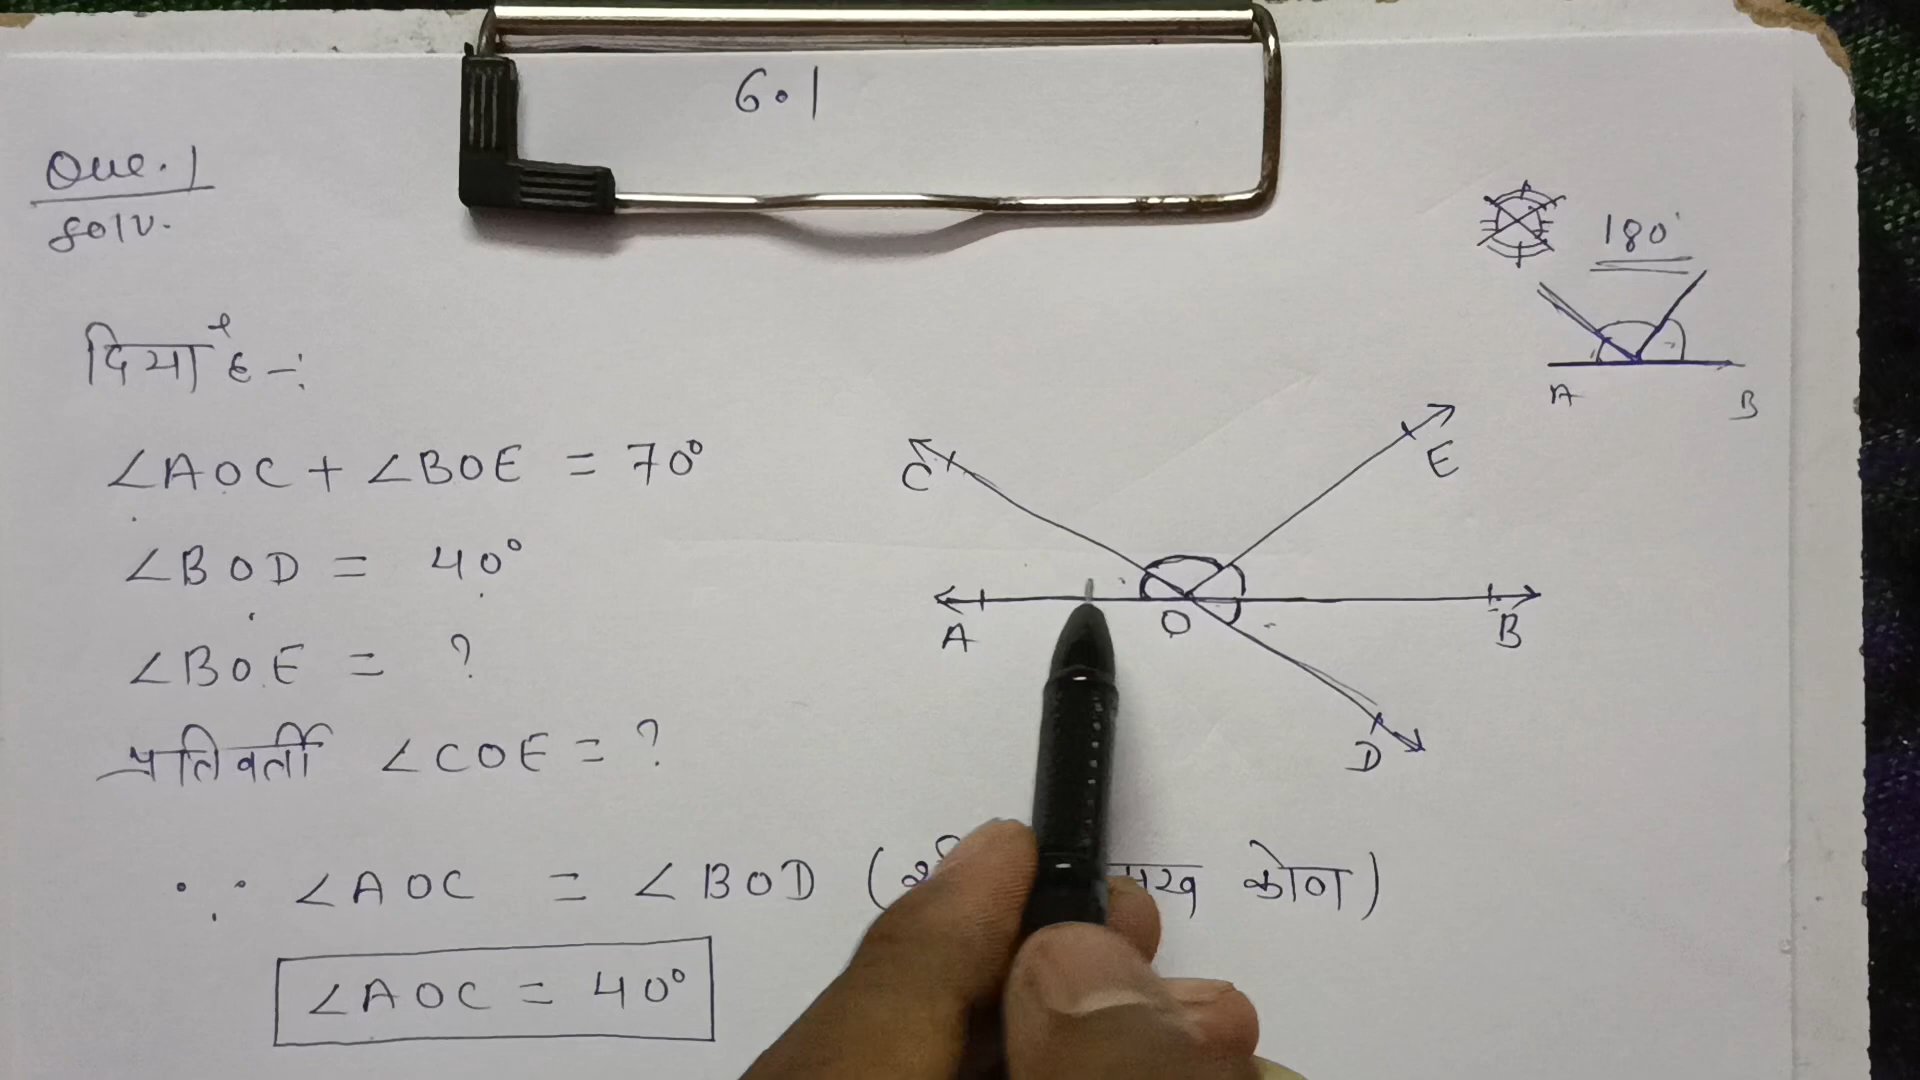 6.1
Que. 1
Solv.
180°
A B
दिया है -:
∠AOC + ∠BOE = 70°
∠BOD = 40°
∠BOE = ?
प्रतिवर्ती ∠COE = ?
C E
A O B
D
∵ ∠AOC = ∠BOD ( कोण)
∠AOC = 40°